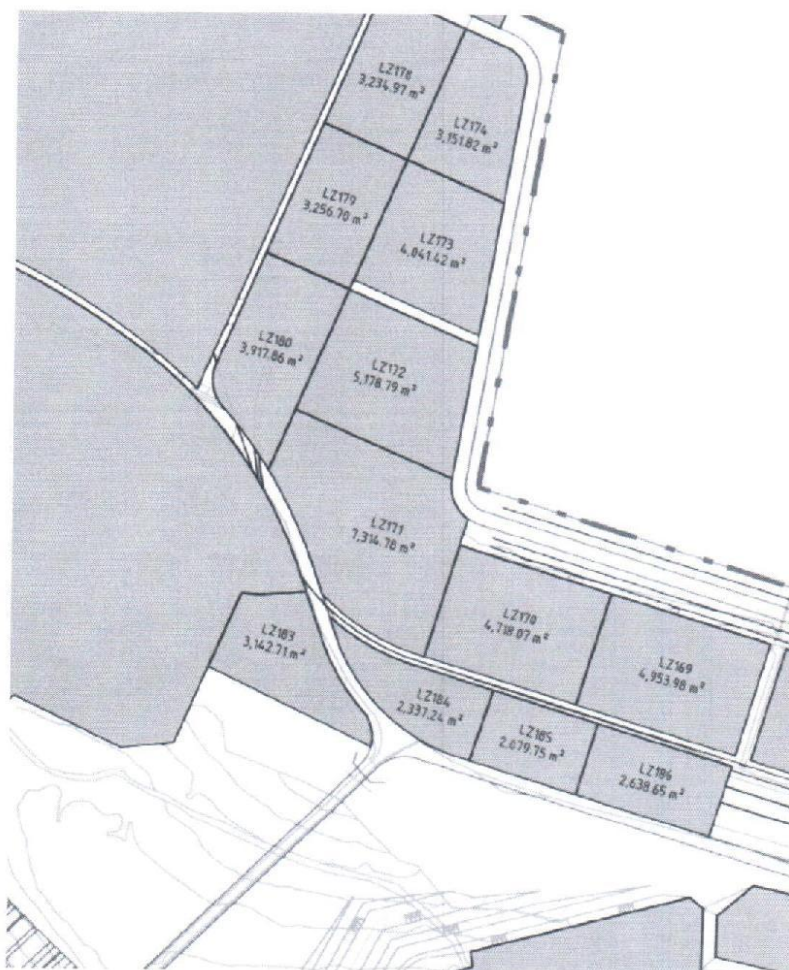 LZ178
3,234.97 m²
LZ174
3,151.82 m²
LZ179
3,256.70 m²
LZ173
4,041.42 m²
LZ180
3,917.86 m²
LZ172
5,178.79 m²
LZ171
7,314.78 m²
LZ170
4,718.07 m²
LZ183
3,142.71 m²
LZ169
4,953.98 m²
LZ184
2,337.24 m²
LZ185
2,079.75 m²
LZ186
2,638.65 m²